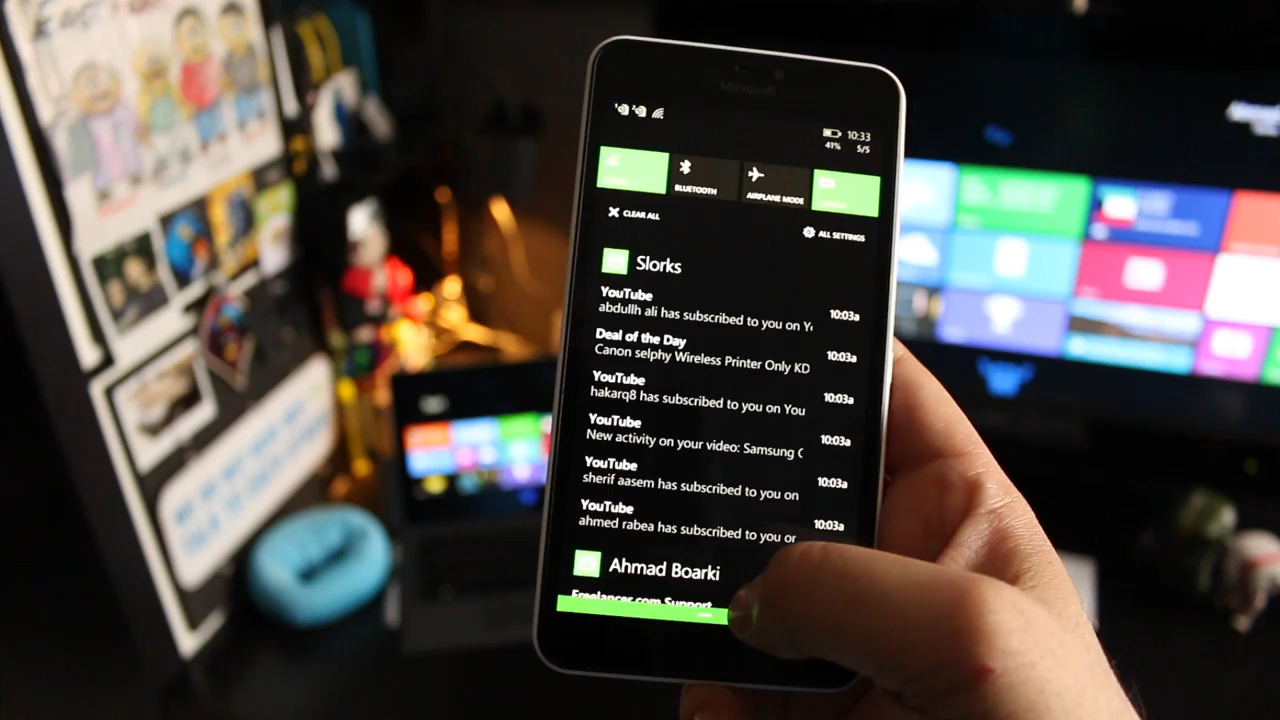 Microsoft
10:33
41% 5/5
BLUETOOTH
AIRPLANE MODE
CLEAR ALL
ALL SETTINGS
Slorks
YouTube
abdullh ali has subscribed to you on Y
10:03a
Deal of the Day
Canon selphy Wireless Printer Only KD
10:03a
YouTube
hakarq8 has subscribed to you on You
10:03a
YouTube
New activity on your video: Samsung
10:03a
YouTube
sherif aasem has subscribed to you on
10:03a
YouTube
ahmed rabea has subscribed to you or
10:03a
Ahmad Boarki
Freelancer.com Support